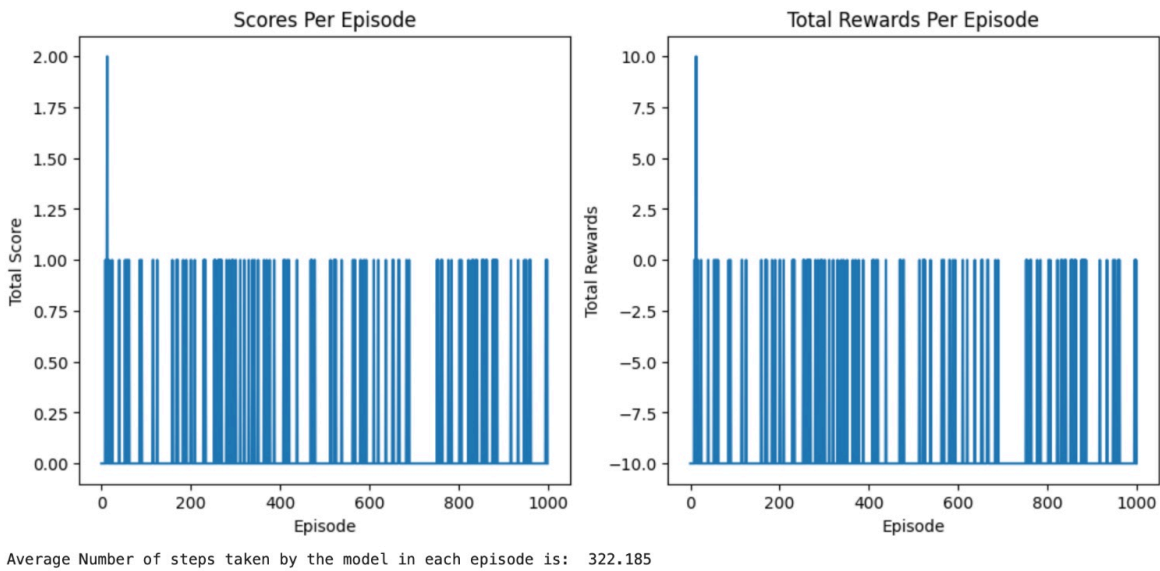 Scores Per Episode
Total Score
2.00
1.75
1.50
1.25
1.00
0.75
0.50
0.25
0.00
0 200 400 600 800 1000
Episode
Total Rewards Per Episode
Total Rewards
10.0
7.5
5.0
2.5
0.0
−2.5
−5.0
−7.5
−10.0
0 200 400 600 800 1000
Episode
Average Number of steps taken by the model in each episode is: 322.185